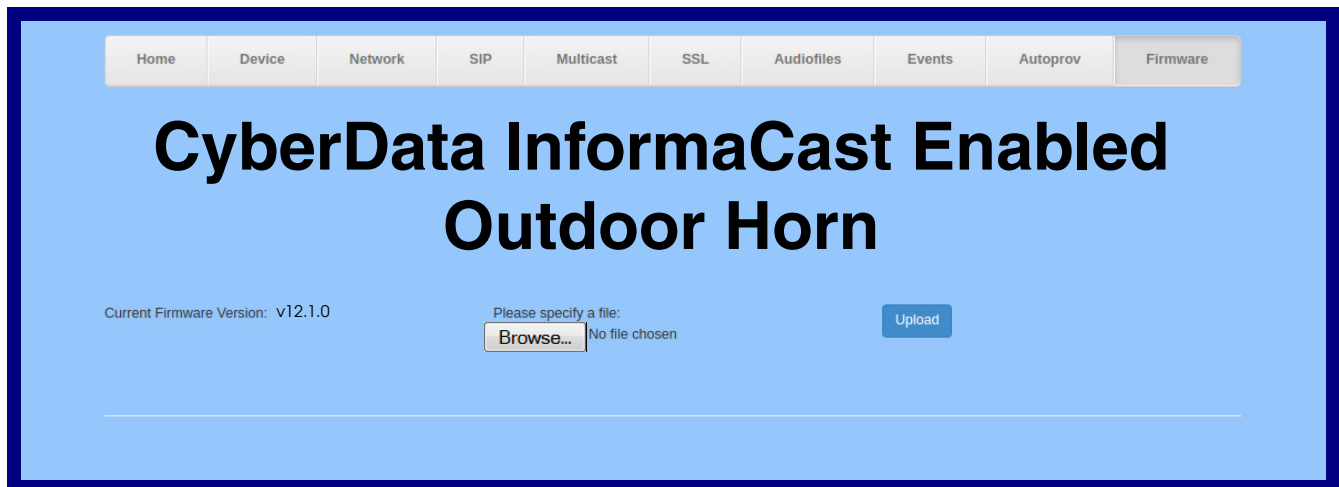 Home Device Network SIP Multicast SSL Audiofiles Events Autoprov Firmware
CyberData InformaCast Enabled
Outdoor Horn
Current Firmware Version: v12.1.0 Please specify a file: Upload
Browse... No file chosen